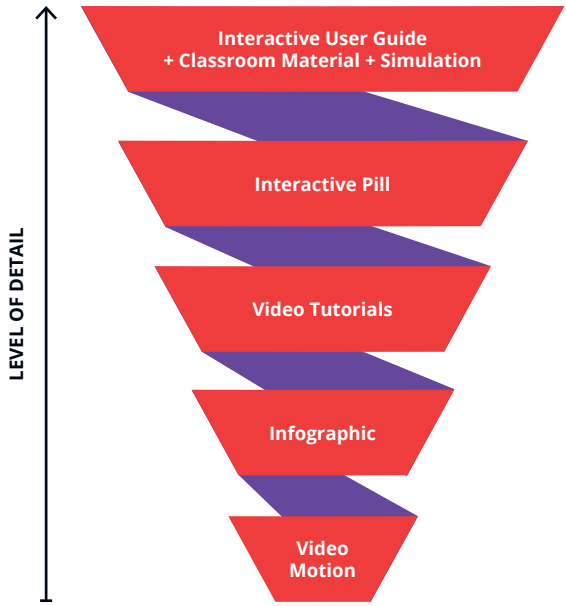 Interactive User Guide
+ Classroom Material + Simulation
Interactive Pill
Video Tutorials
Infographic
Video
Motion
LEVEL OF DETAIL